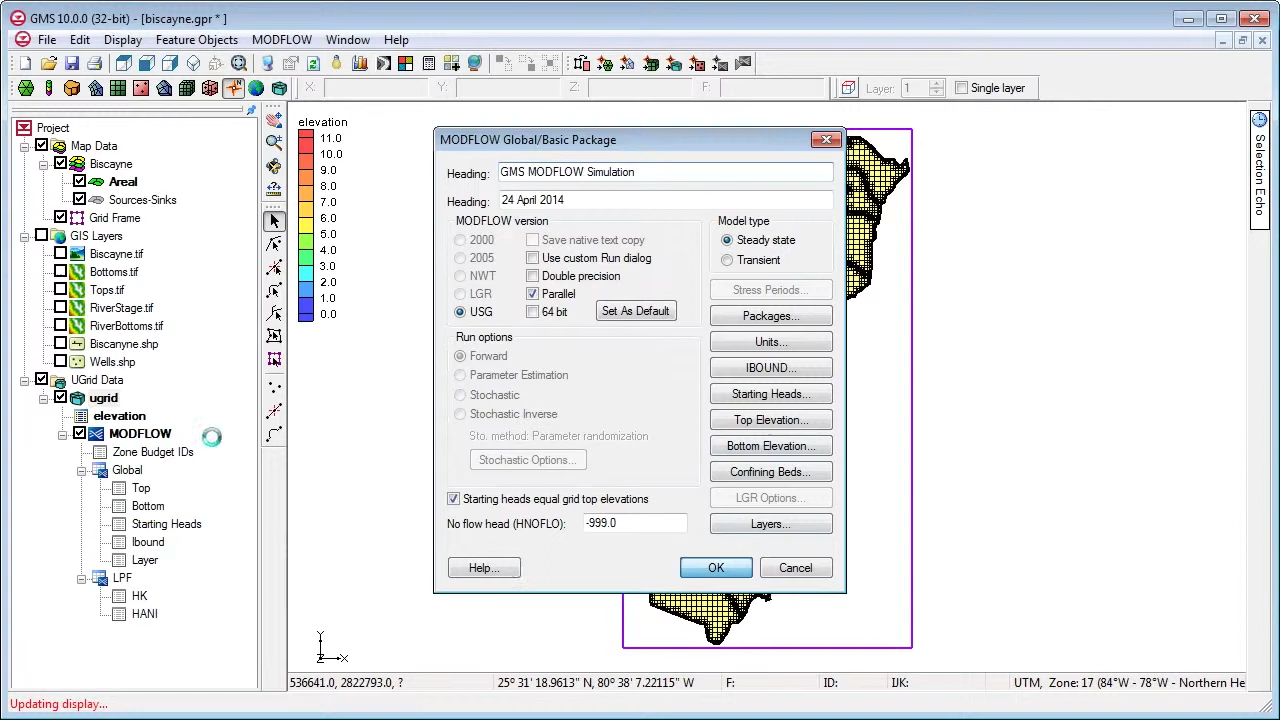 GMS 10.0.0 (32-bit) - [biscayne.gpr * ]
File Edit Display Feature Objects MODFLOW Window Help
X: Y: Z: F: Layer: 1 Single layer
Project
Map Data
Biscayne
Areal
Sources-Sinks
Grid Frame
GIS Layers
Biscayne.tif
Bottoms.tif
Tops.tif
RiverStage.tif
RiverBottoms.tif
Biscanyne.shp
Wells.shp
UGrid Data
ugrid
elevation
MODFLOW
Zone Budget IDs
Global
Top
Bottom
Starting Heads
Ibound
Layer
LPF
HK
HANI
elevation
11.0
10.0
9.0
8.0
7.0
6.0
5.0
4.0
3.0
2.0
1.0
0.0
MODFLOW Global/Basic Package
Heading: GMS MODFLOW Simulation
Heading: 24 April 2014
MODFLOW version
2000 Save native text copy
2005 Use custom Run dialog
NWT Double precision
LGR Parallel
USG 64 bit Set As Default
Run options
Forward
Parameter Estimation
Stochastic
Stochastic Inverse
Sto. method: Parameter randomization
Stochastic Options...
Starting heads equal grid top elevations
No flow head (HNOFLO): -999.0
Model type
Steady state
Transient
Stress Periods...
Packages...
Units...
IBOUND...
Starting Heads...
Top Elevation...
Bottom Elevation...
Confining Beds...
LGR Options...
Layers...
Help... OK Cancel
Selection Echo
Y
Z X
536641.0, 2822793.0, ? 25º 31' 18.9613" N, 80º 38' 7.22115" W F: ID: IJK: UTM, Zone: 17 (84°W - 78°W - Northern He
Updating display...